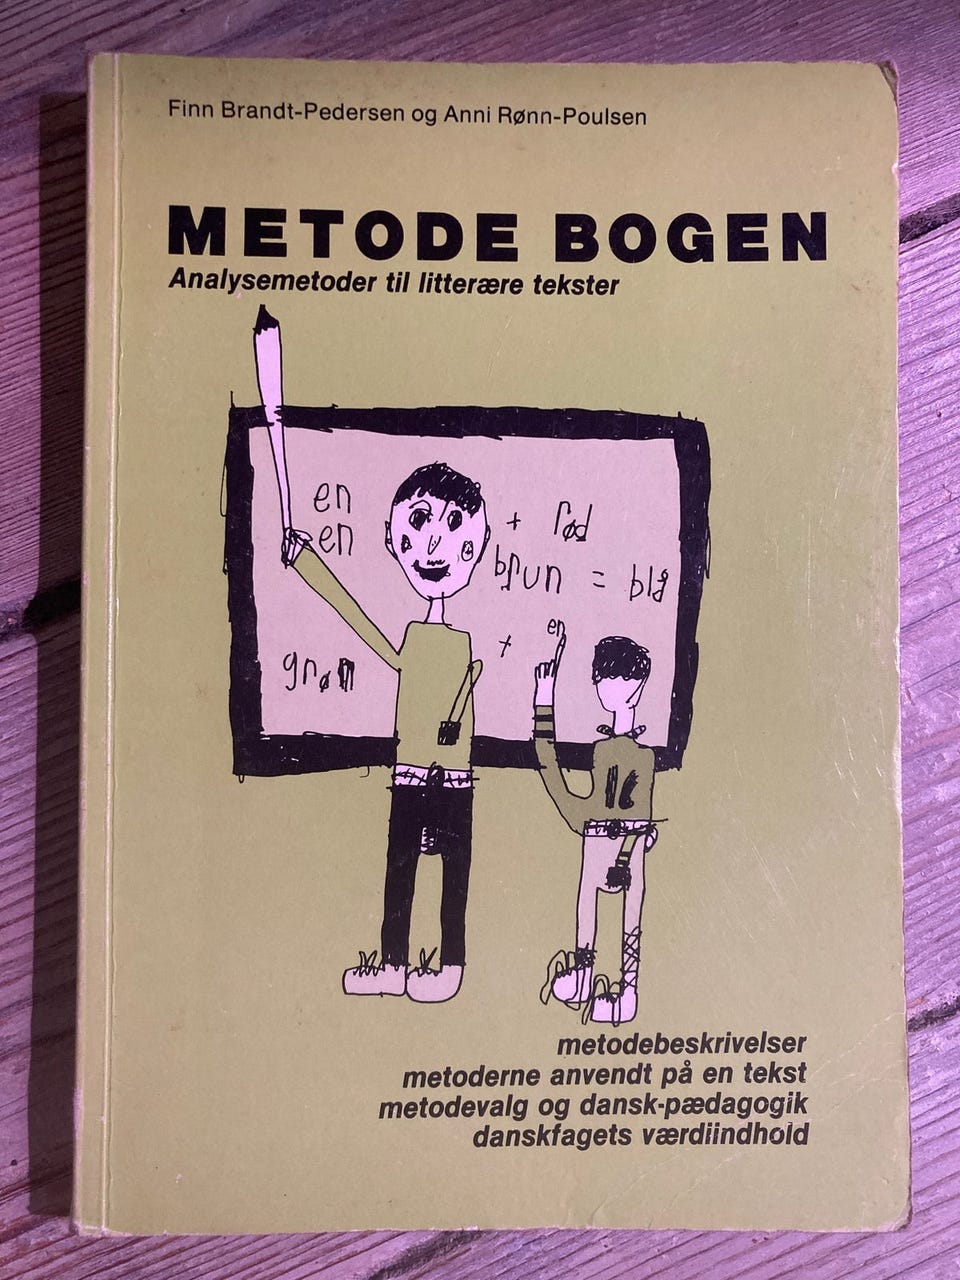 Finn Brandt-Pedersen og Anni Rønn-Poulsen
METODE BOGEN
Analysemetoder til litterære tekster
en
en
+ rød
brun = blå
+ en
grøn
metodebeskrivelser
metoderne anvendt på en tekst
metodevalg og dansk-pædagogik
danskfagets værdiindhold